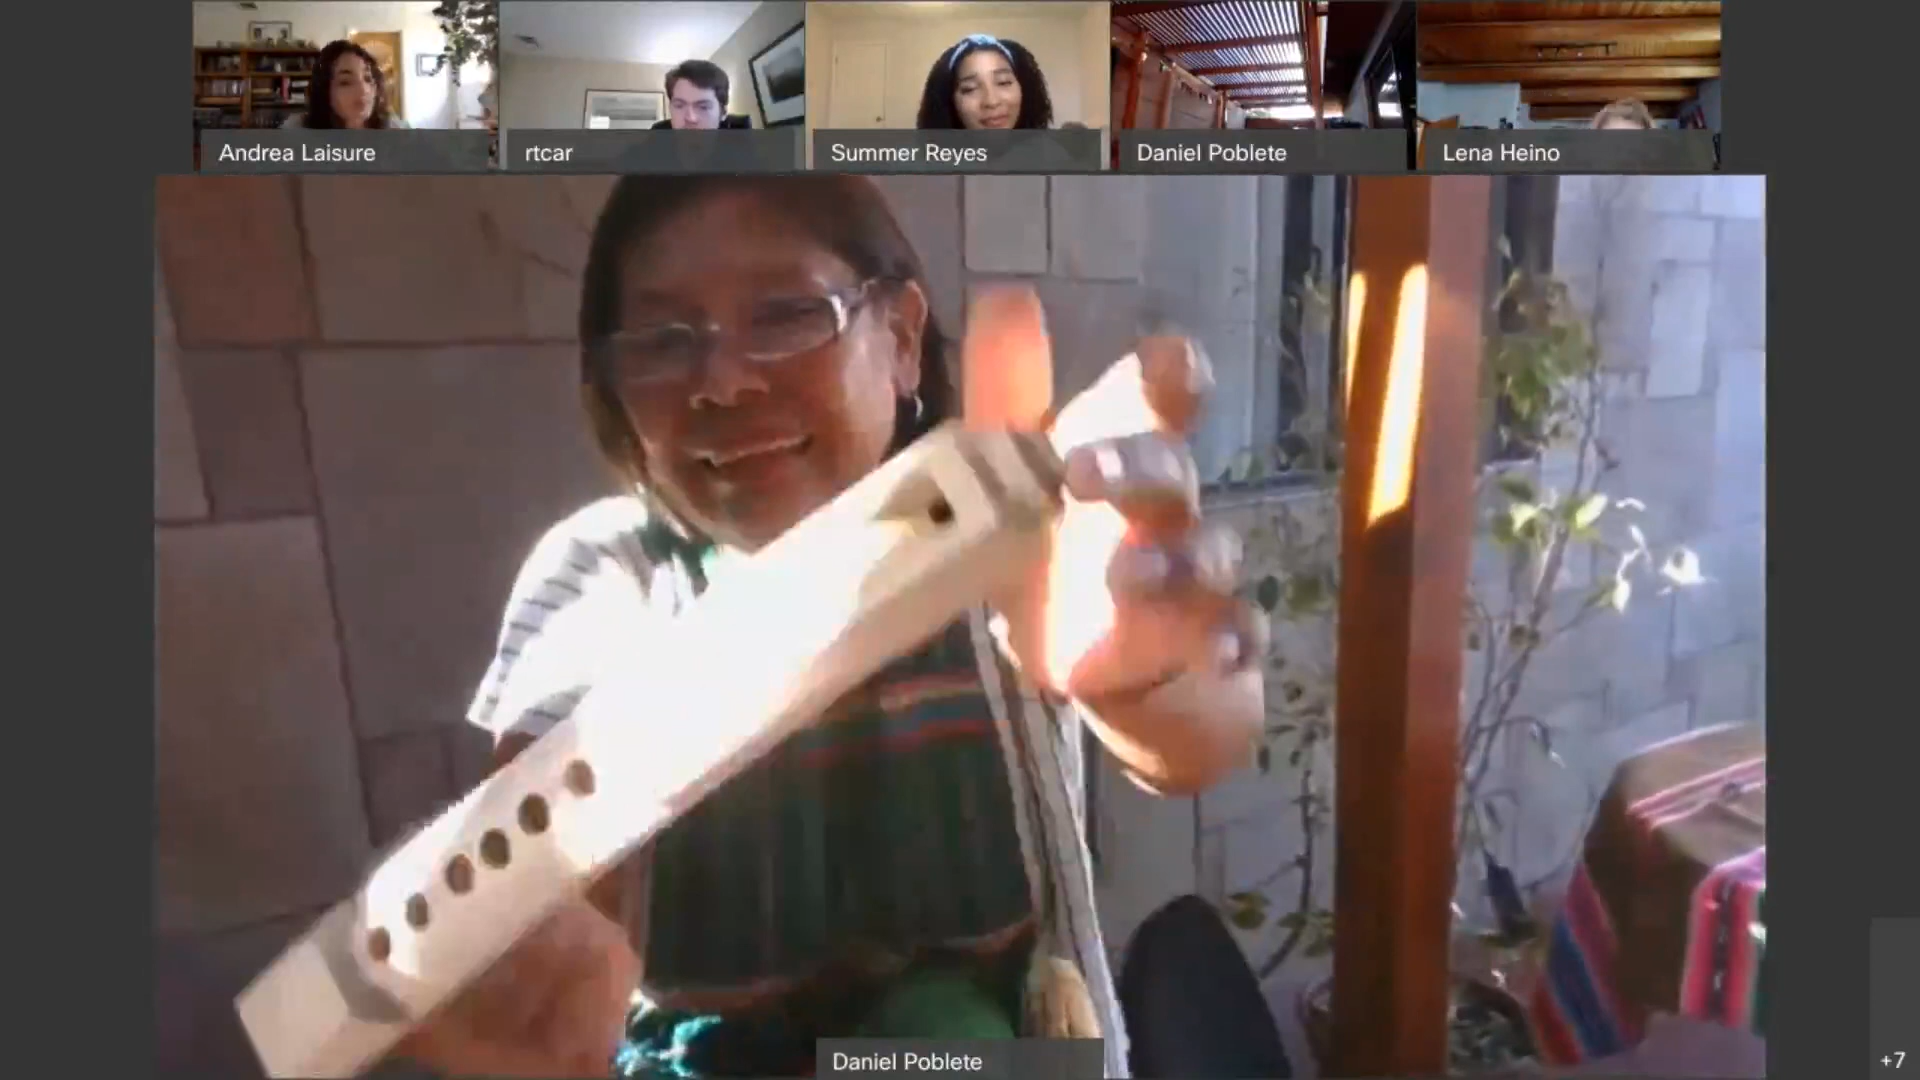 Andrea Laisure
rtcar
Summer Reyes
Daniel Poblete
Lena Heino
Daniel Poblete
+7